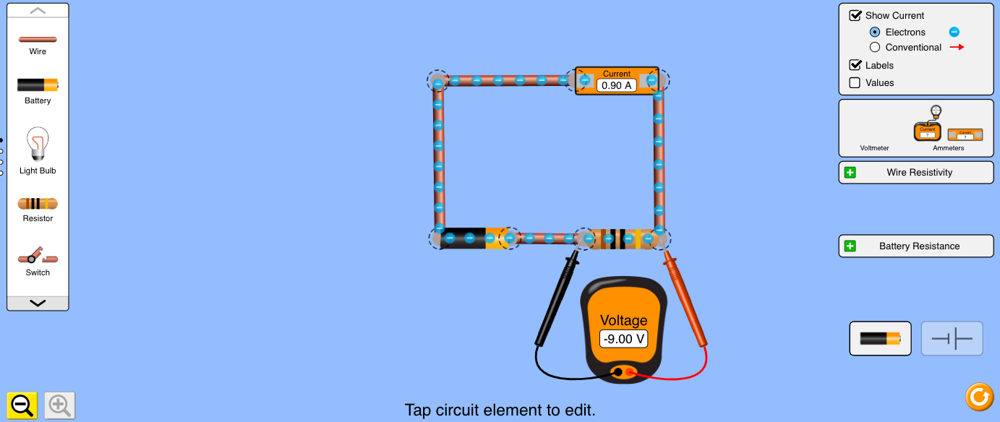 Wire
Battery
Light Bulb
Resistor
Switch
Current
0.90 A
Voltage
-9.00 V
Tap circuit element to edit.
Show Current
Electrons
Conventional
Labels
Values
Current
?
Current
?
Voltmeter
Ammeters
Wire Resistivity
Battery Resistance